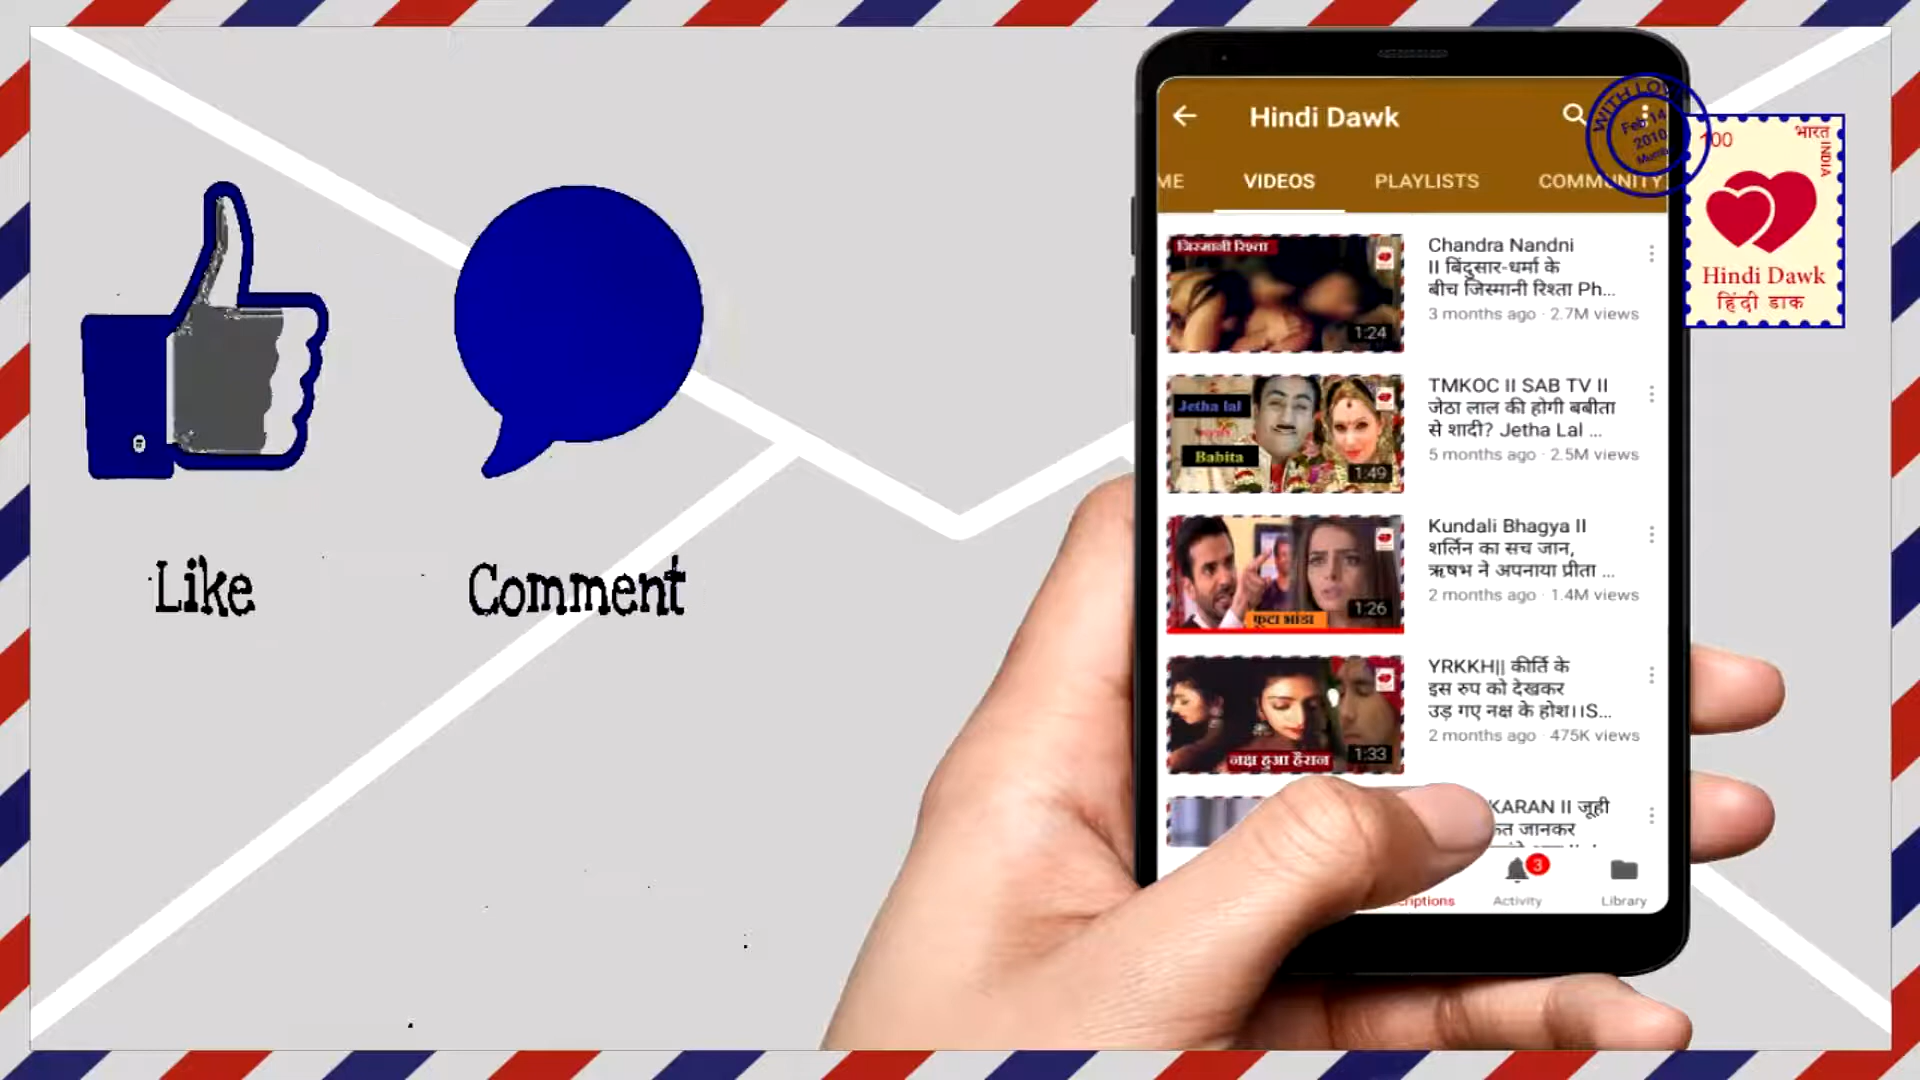 Like
Comment
Hindi Dawk
ME VIDEOS PLAYLISTS COMMUNITY
WITH LOVE
Feb 14
2010
100
भारत
INDIA
Hindi Dawk
हिंदी डाक
जिस्मानी रिश्ता
1:24
Chandra Nandni
II बिंदुसार-धर्मा के
बीच जिस्मानी रिश्ता Ph...
3 months ago · 2.7M views
Jetha lal
Babita
1:49
TMKOC II SAB TV II
जेठा लाल की होगी बबीता
से शादी? Jetha Lal ...
5 months ago · 2.5M views
फूटा भांडा
1:26
Kundali Bhagya II
शर्लिन का सच जान,
ऋषभ ने अपनाया प्रीता ...
2 months ago · 1.4M views
नक्ष हुआ हैरान
1:33
YRKKH|| कीर्ति के
इस रुप को देखकर
उड़ गए नक्ष के होश।।S...
2 months ago · 475K views
KARAN II जूही
जानकर
3
criptions Activity Library